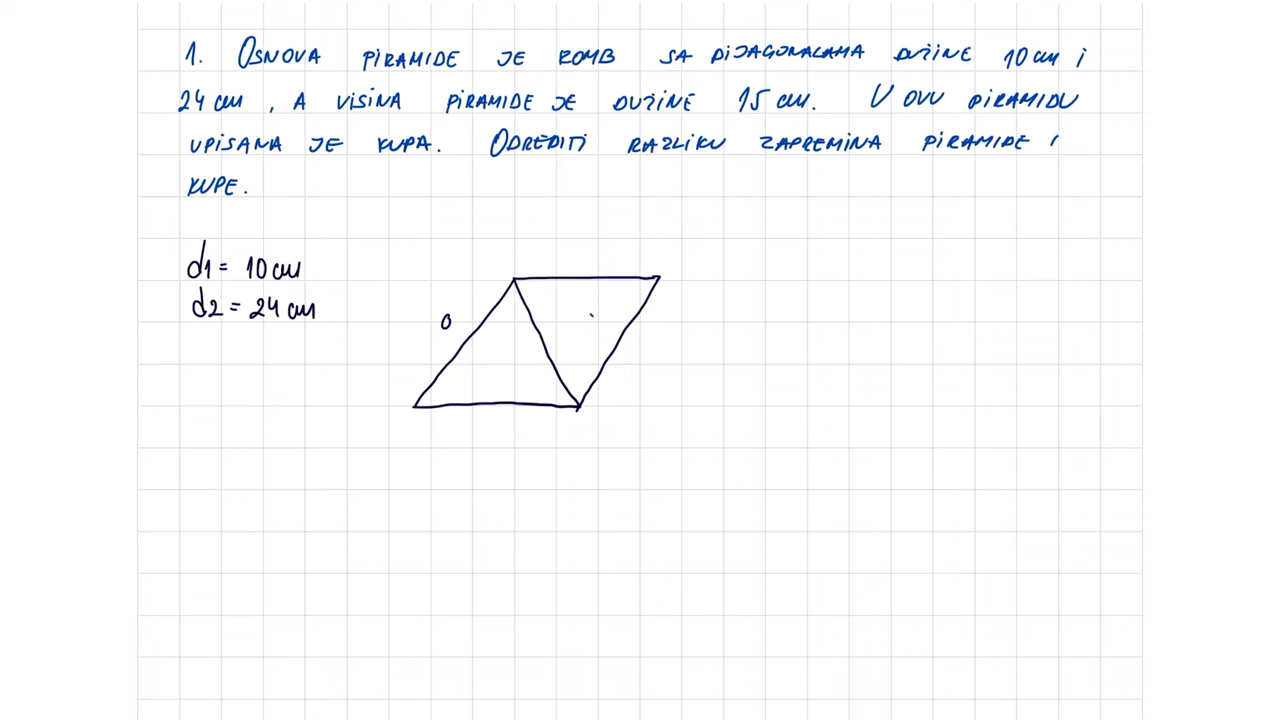 1. OSNOVA PIRAMIDE JE ROMB SA DIJAGONALAMA DUŽINE 10 cm i
24 cm, A VISINA PIRAMIDE JE DUŽINE 15 cm. U OVU PIRAMIDU
UPISANA JE KUPA. ODREDITI RAZLIKU ZAPREMINA PIRAMIDE I
KUPE.
d1 = 10 cm
d2 = 24 cm
a